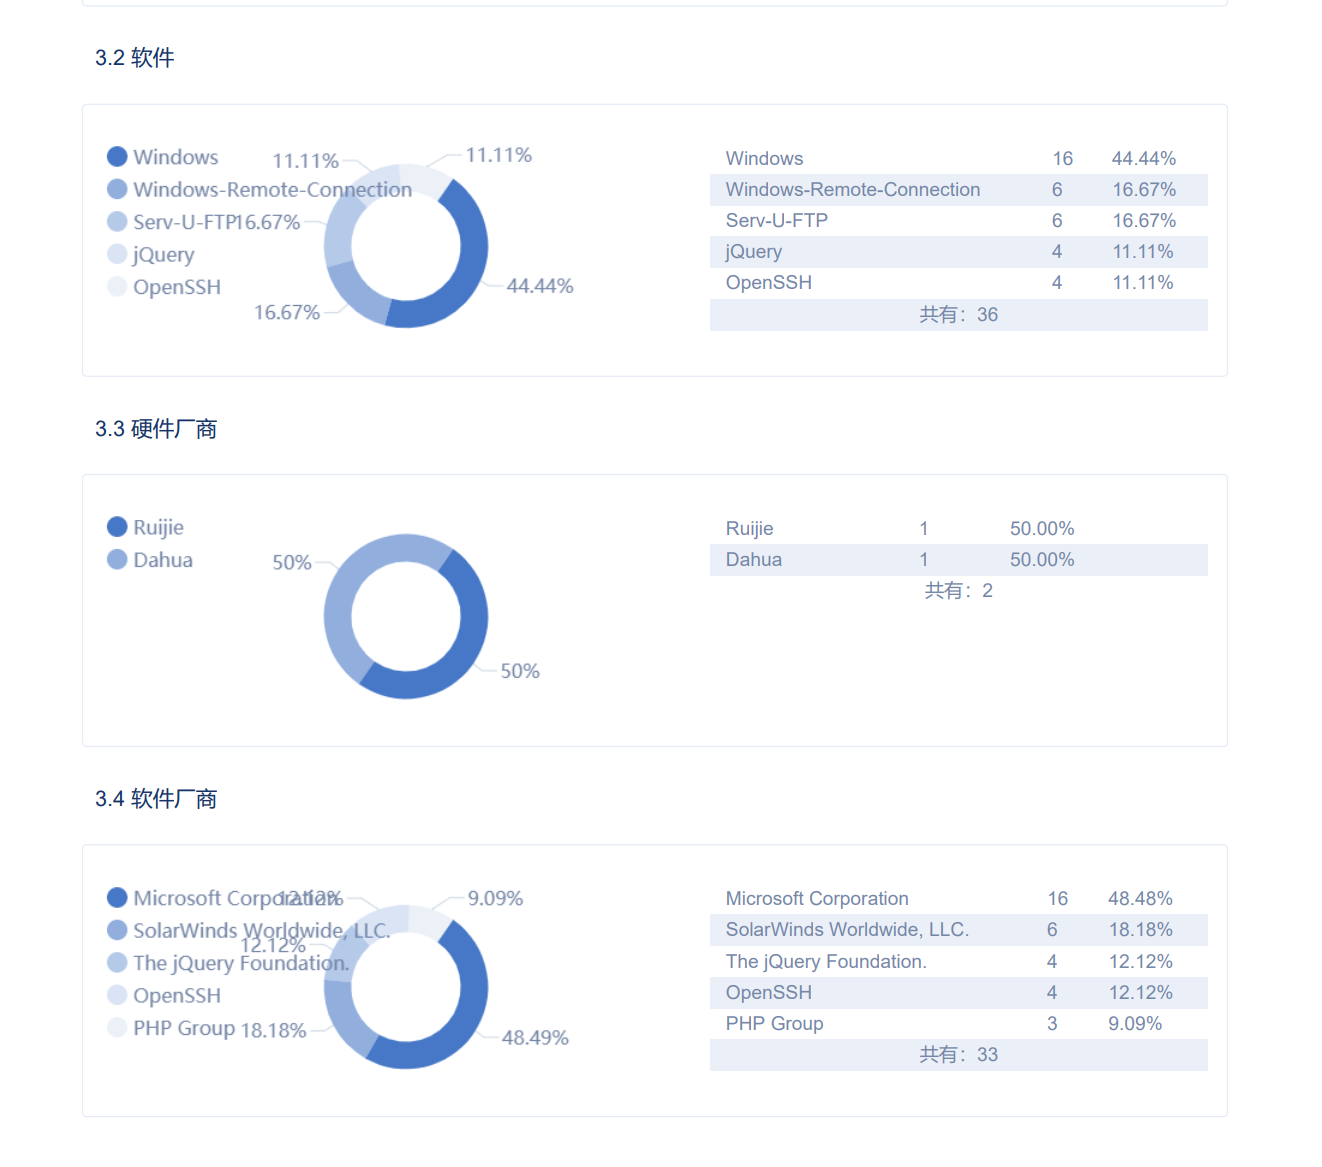 3.2 软件
Windows
Windows-Remote-Connection
Serv-U-FTP
jQuery
OpenSSH
11.11%
11.11%
16.67%
16.67%
44.44%
Windows 16 44.44%
Windows-Remote-Connection 6 16.67%
Serv-U-FTP 6 16.67%
jQuery 4 11.11%
OpenSSH 4 11.11%
共有：36
3.3 硬件厂商
Ruijie
Dahua
50%
50%
Ruijie 1 50.00%
Dahua 1 50.00%
共有：2
3.4 软件厂商
Microsoft Corporation
SolarWinds Worldwide, LLC.
The jQuery Foundation.
OpenSSH
PHP Group
12.12%
9.09%
12.12%
18.18%
48.49%
Microsoft Corporation 16 48.48%
SolarWinds Worldwide, LLC. 6 18.18%
The jQuery Foundation. 4 12.12%
OpenSSH 4 12.12%
PHP Group 3 9.09%
共有：33